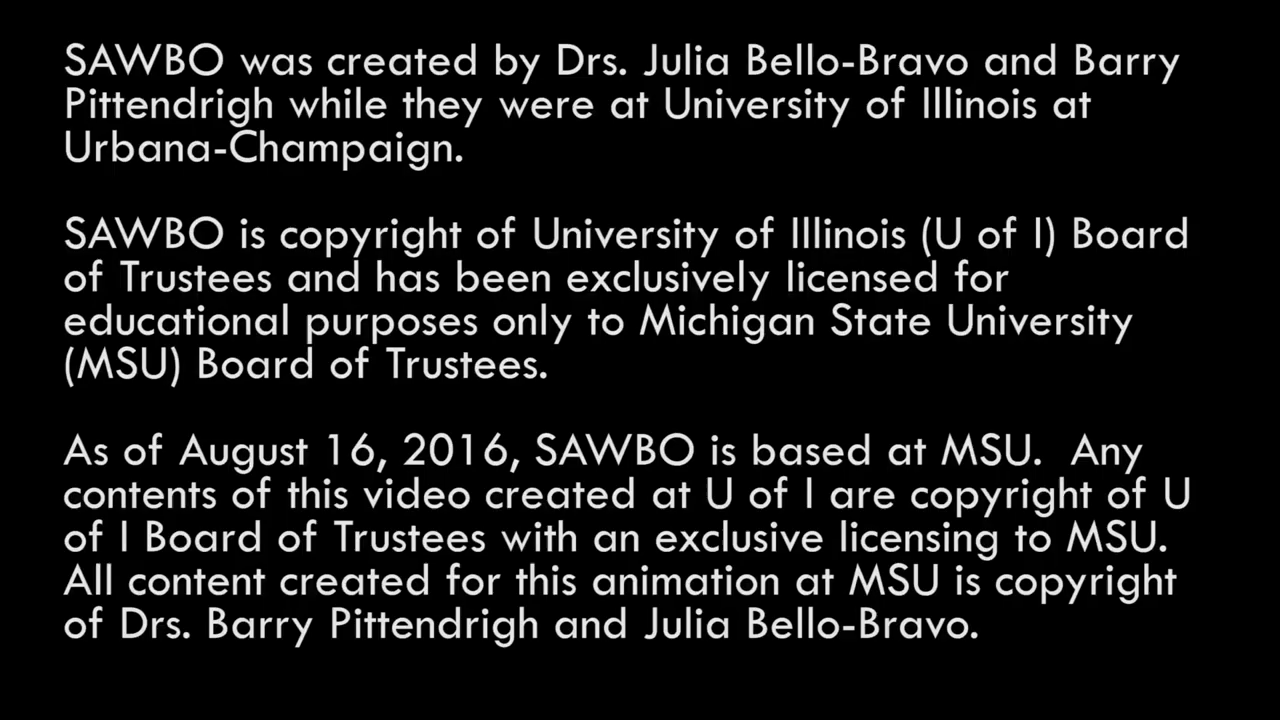 SAWBO was created by Drs. Julia Bello-Bravo and Barry
Pittendrigh while they were at University of Illinois at
Urbana-Champaign.
SAWBO is copyright of University of Illinois (U of I) Board
of Trustees and has been exclusively licensed for
educational purposes only to Michigan State University
(MSU) Board of Trustees.
As of August 16, 2016, SAWBO is based at MSU.  Any
contents of this video created at U of I are copyright of U
of I Board of Trustees with an exclusive licensing to MSU.
All content created for this animation at MSU is copyright
of Drs. Barry Pittendrigh and Julia Bello-Bravo.